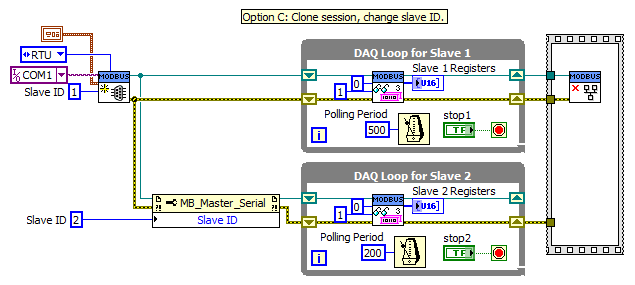 Option C: Clone session, change slave ID.
RTU
COM1
Slave ID
1
MODBUS
DAQ Loop for Slave 1
0
1
MODBUS
3
Slave 1 Registers
U16
Polling Period
500
stop1
TF
i
MODBUS
Slave ID
2
MB_Master_Serial
Slave ID
DAQ Loop for Slave 2
0
1
MODBUS
3
Slave 2 Registers
U16
Polling Period
200
stop2
TF
i